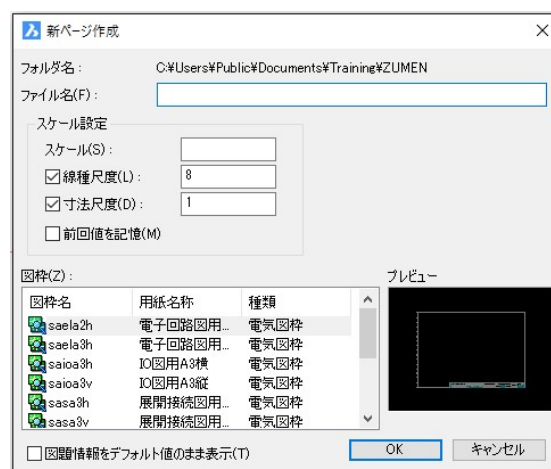 新ページ作成
フォルダ名： C:¥Users¥Public¥Documents¥Training¥ZUMEN
ファイル名(F)：
スケール設定
スケール(S)：
線種尺度(L)： 8
寸法尺度(D)： 1
前回値を記憶(M)
図枠(Z)： プレビュー
図枠名 用紙名称 種類
saela2h 電子回路図用... 電気図枠
saela3h 電子回路図用... 電気図枠
saioa3h IO図用A3横 電気図枠
saioa3v IO図用A3縦 電気図枠
sasa3h 展開接続図用... 電気図枠
sasa3v 展開接続図用... 電気図枠
図題情報をデフォルト値のまま表示(T) OK キャンセル